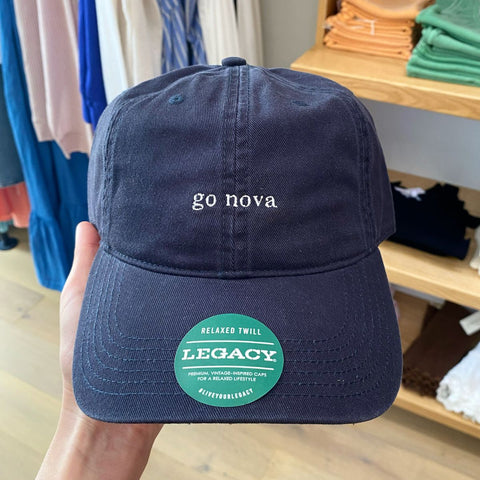 go nova
RELAXED TWILL
LEGACY
PREMIUM, VINTAGE-INSPIRED CAPS
FOR A RELAXED LIFESTYLE
#LIVEYOURLEGACY